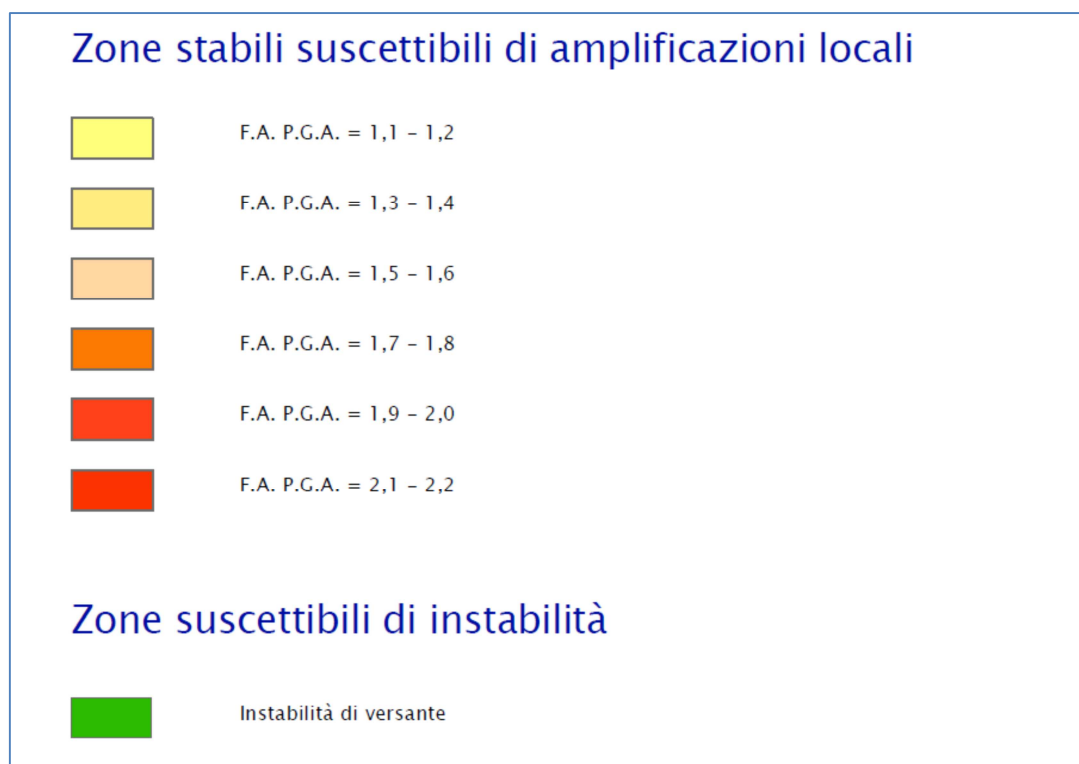 Zone stabili suscettibili di amplificazioni locali
F.A. P.G.A. = 1,1 – 1,2
F.A. P.G.A. = 1,3 – 1,4
F.A. P.G.A. = 1,5 – 1,6
F.A. P.G.A. = 1,7 – 1,8
F.A. P.G.A. = 1,9 – 2,0
F.A. P.G.A. = 2,1 – 2,2
Zone suscettibili di instabilità
Instabilità di versante